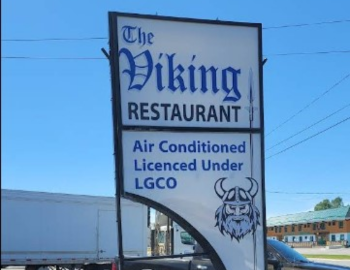 The
Viking
RESTAURANT
Air Conditioned
Licenced Under
LGCO